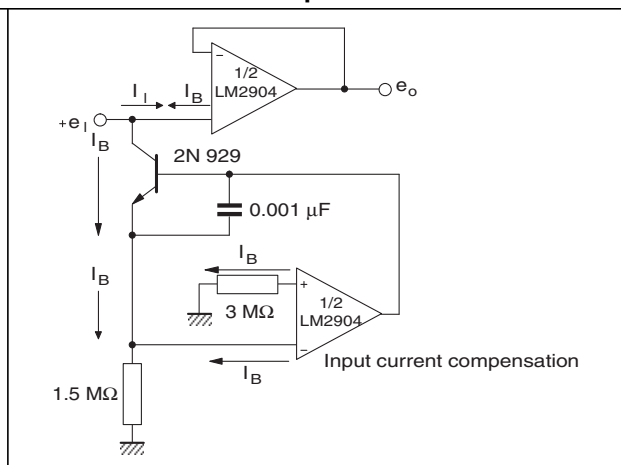 1/2
LM2904
I_I
I_B
e_o
+e_I
I_B
2N 929
0.001 μF
I_B
I_B
1/2
LM2904
3 MΩ
Input current compensation
I_B
1.5 MΩ